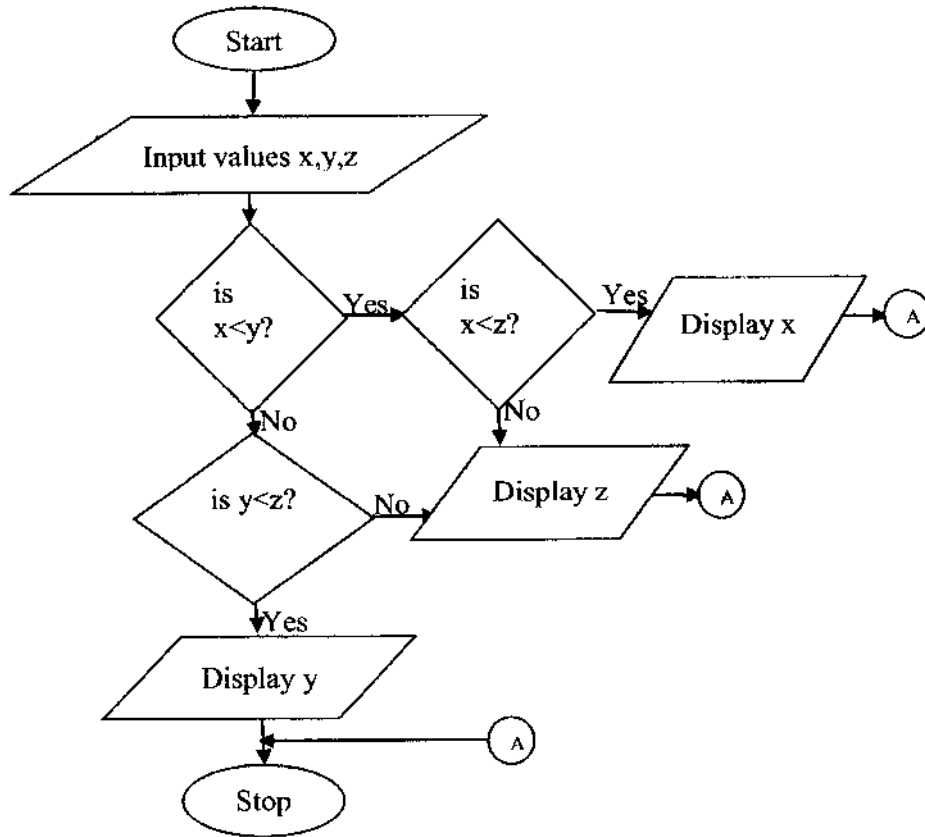 Start
Input values x,y,z
is
x<y?
Yes
is
x<z?
Yes
Display x
A
No
No
is y<z?
No
Display z
A
Yes
Display y
A
Stop